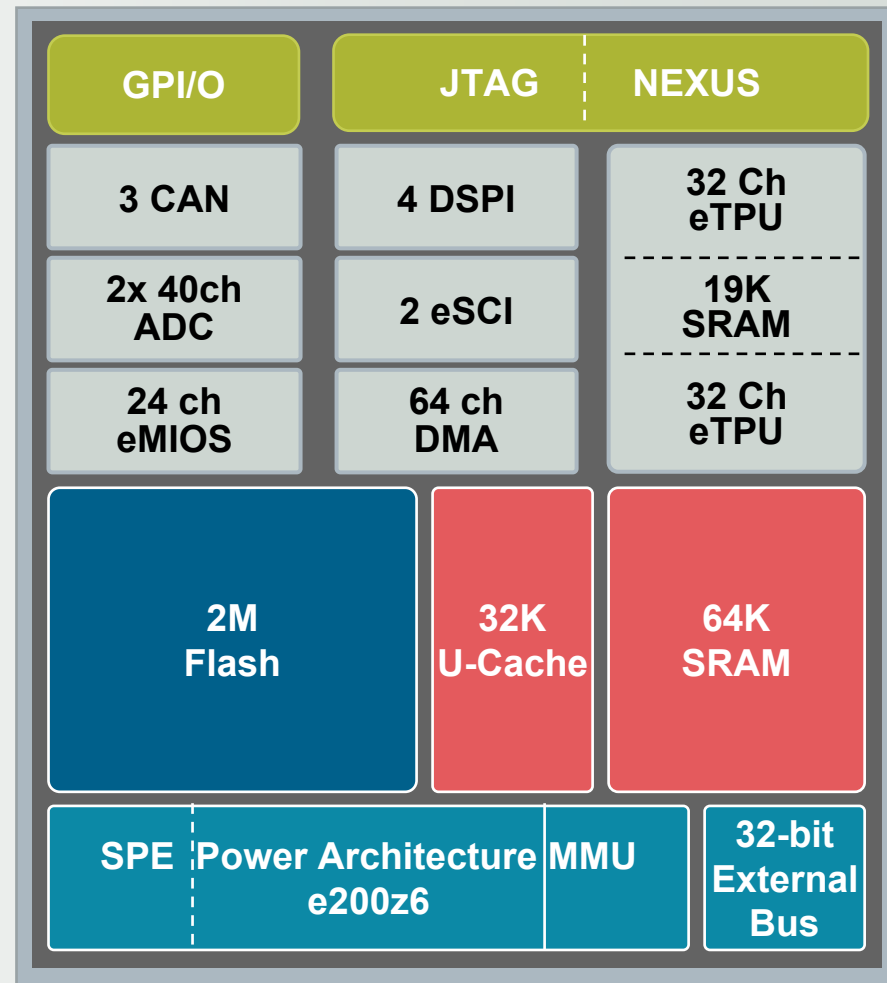 GPI/O
JTAG NEXUS
3 CAN
4 DSPI
32 Ch
eTPU
2x 40ch
ADC
2 eSCI
19K
SRAM
24 ch
eMIOS
64 ch
DMA
32 Ch
eTPU
2M
Flash
32K
U-Cache
64K
SRAM
SPE Power Architecture MMU
e200z6
32-bit
External
Bus